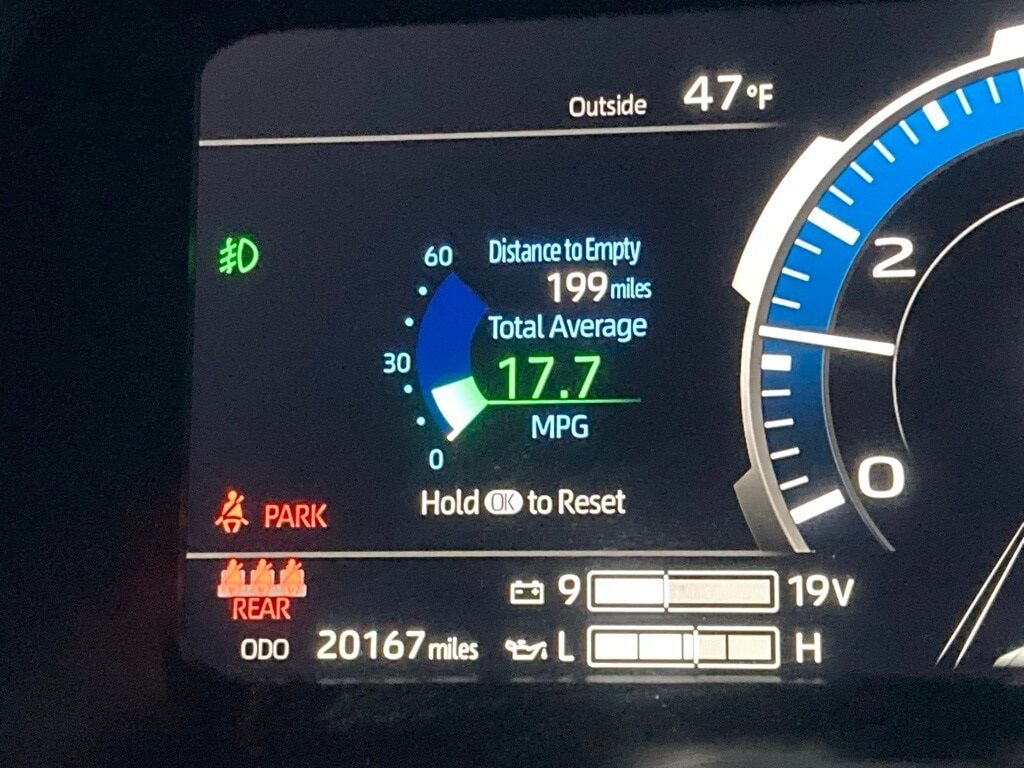 Outside 47°F
60
Distance to Empty
199 miles
Total Average
2
30
17.7
MPG
0
0
Hold OK to Reset
PARK
REAR
9 19V
ODO 20167 miles
L H